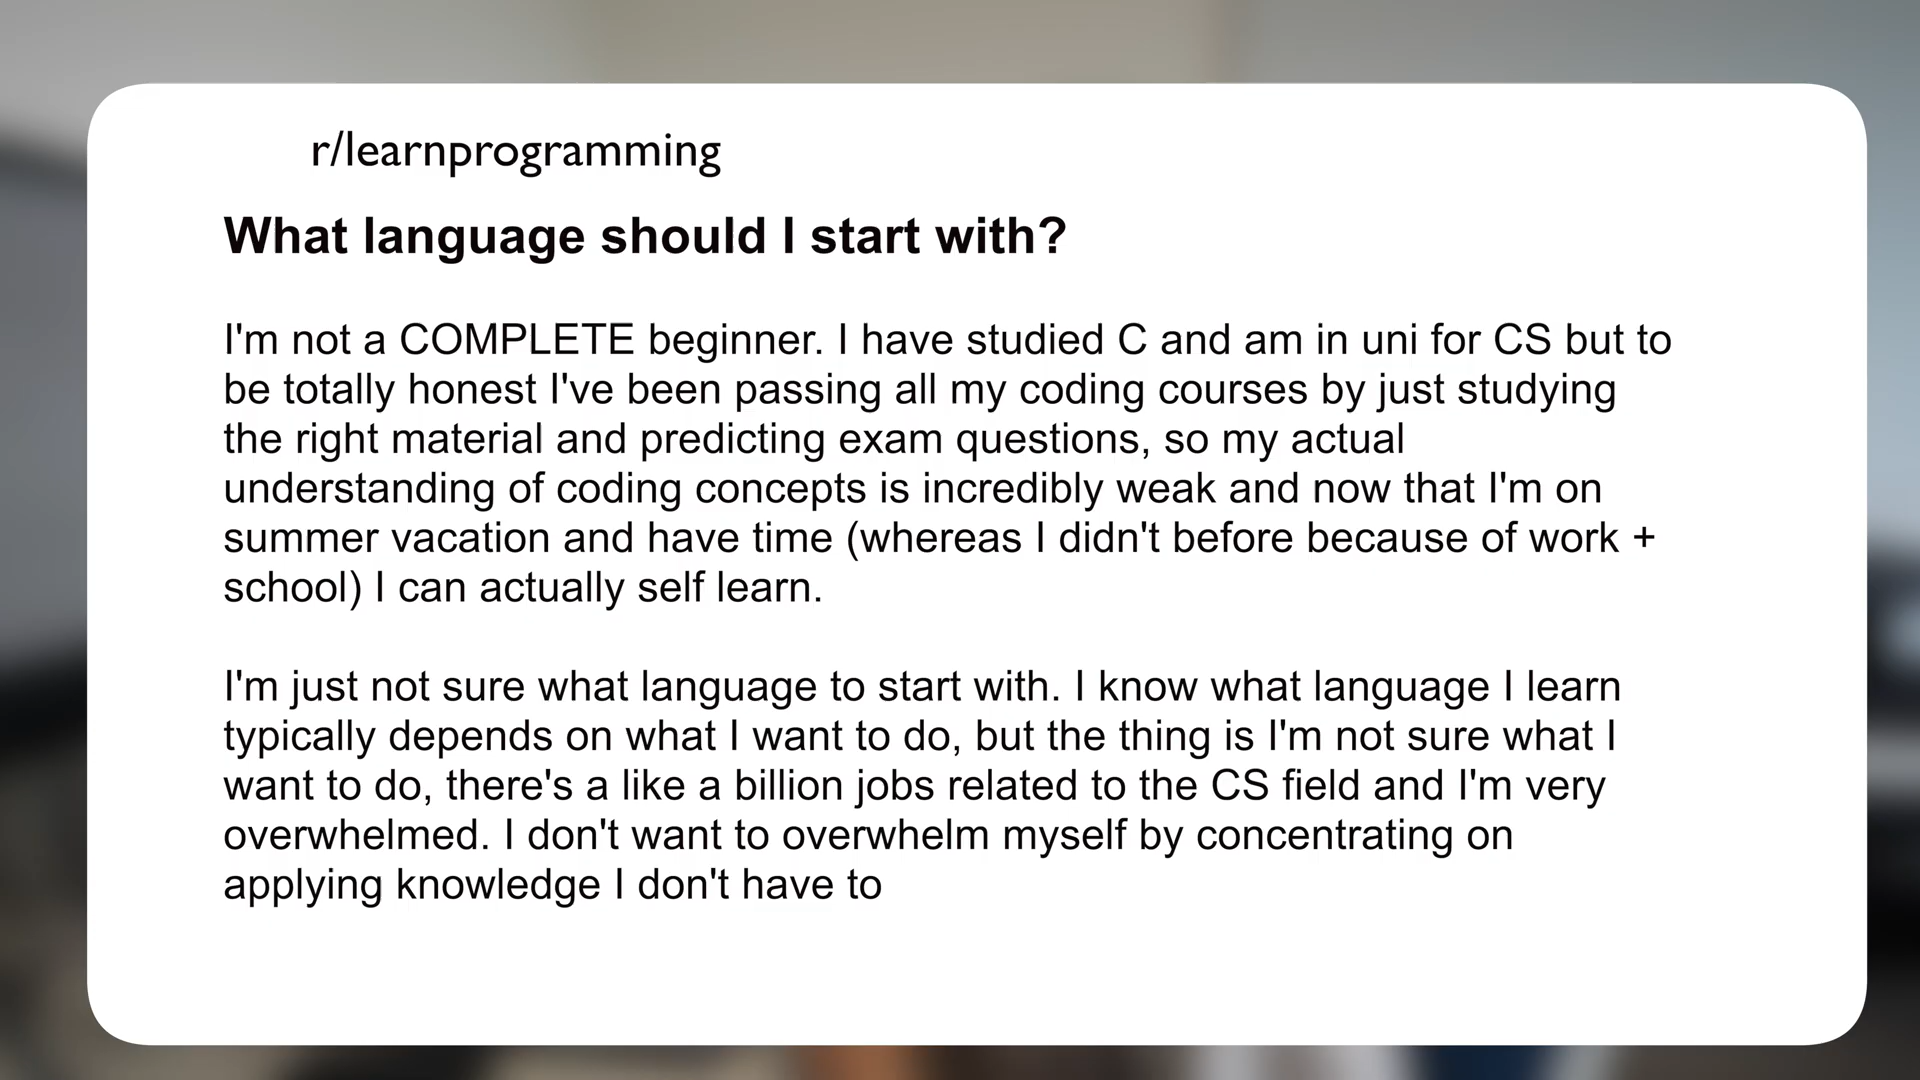 r/learnprogramming
What language should I start with?
I'm not a COMPLETE beginner. I have studied C and am in uni for CS but to
be totally honest I've been passing all my coding courses by just studying
the right material and predicting exam questions, so my actual
understanding of coding concepts is incredibly weak and now that I'm on
summer vacation and have time (whereas I didn't before because of work +
school) I can actually self learn.
I'm just not sure what language to start with. I know what language I learn
typically depends on what I want to do, but the thing is I'm not sure what I
want to do, there's a like a billion jobs related to the CS field and I'm very
overwhelmed. I don't want to overwhelm myself by concentrating on
applying knowledge I don't have to